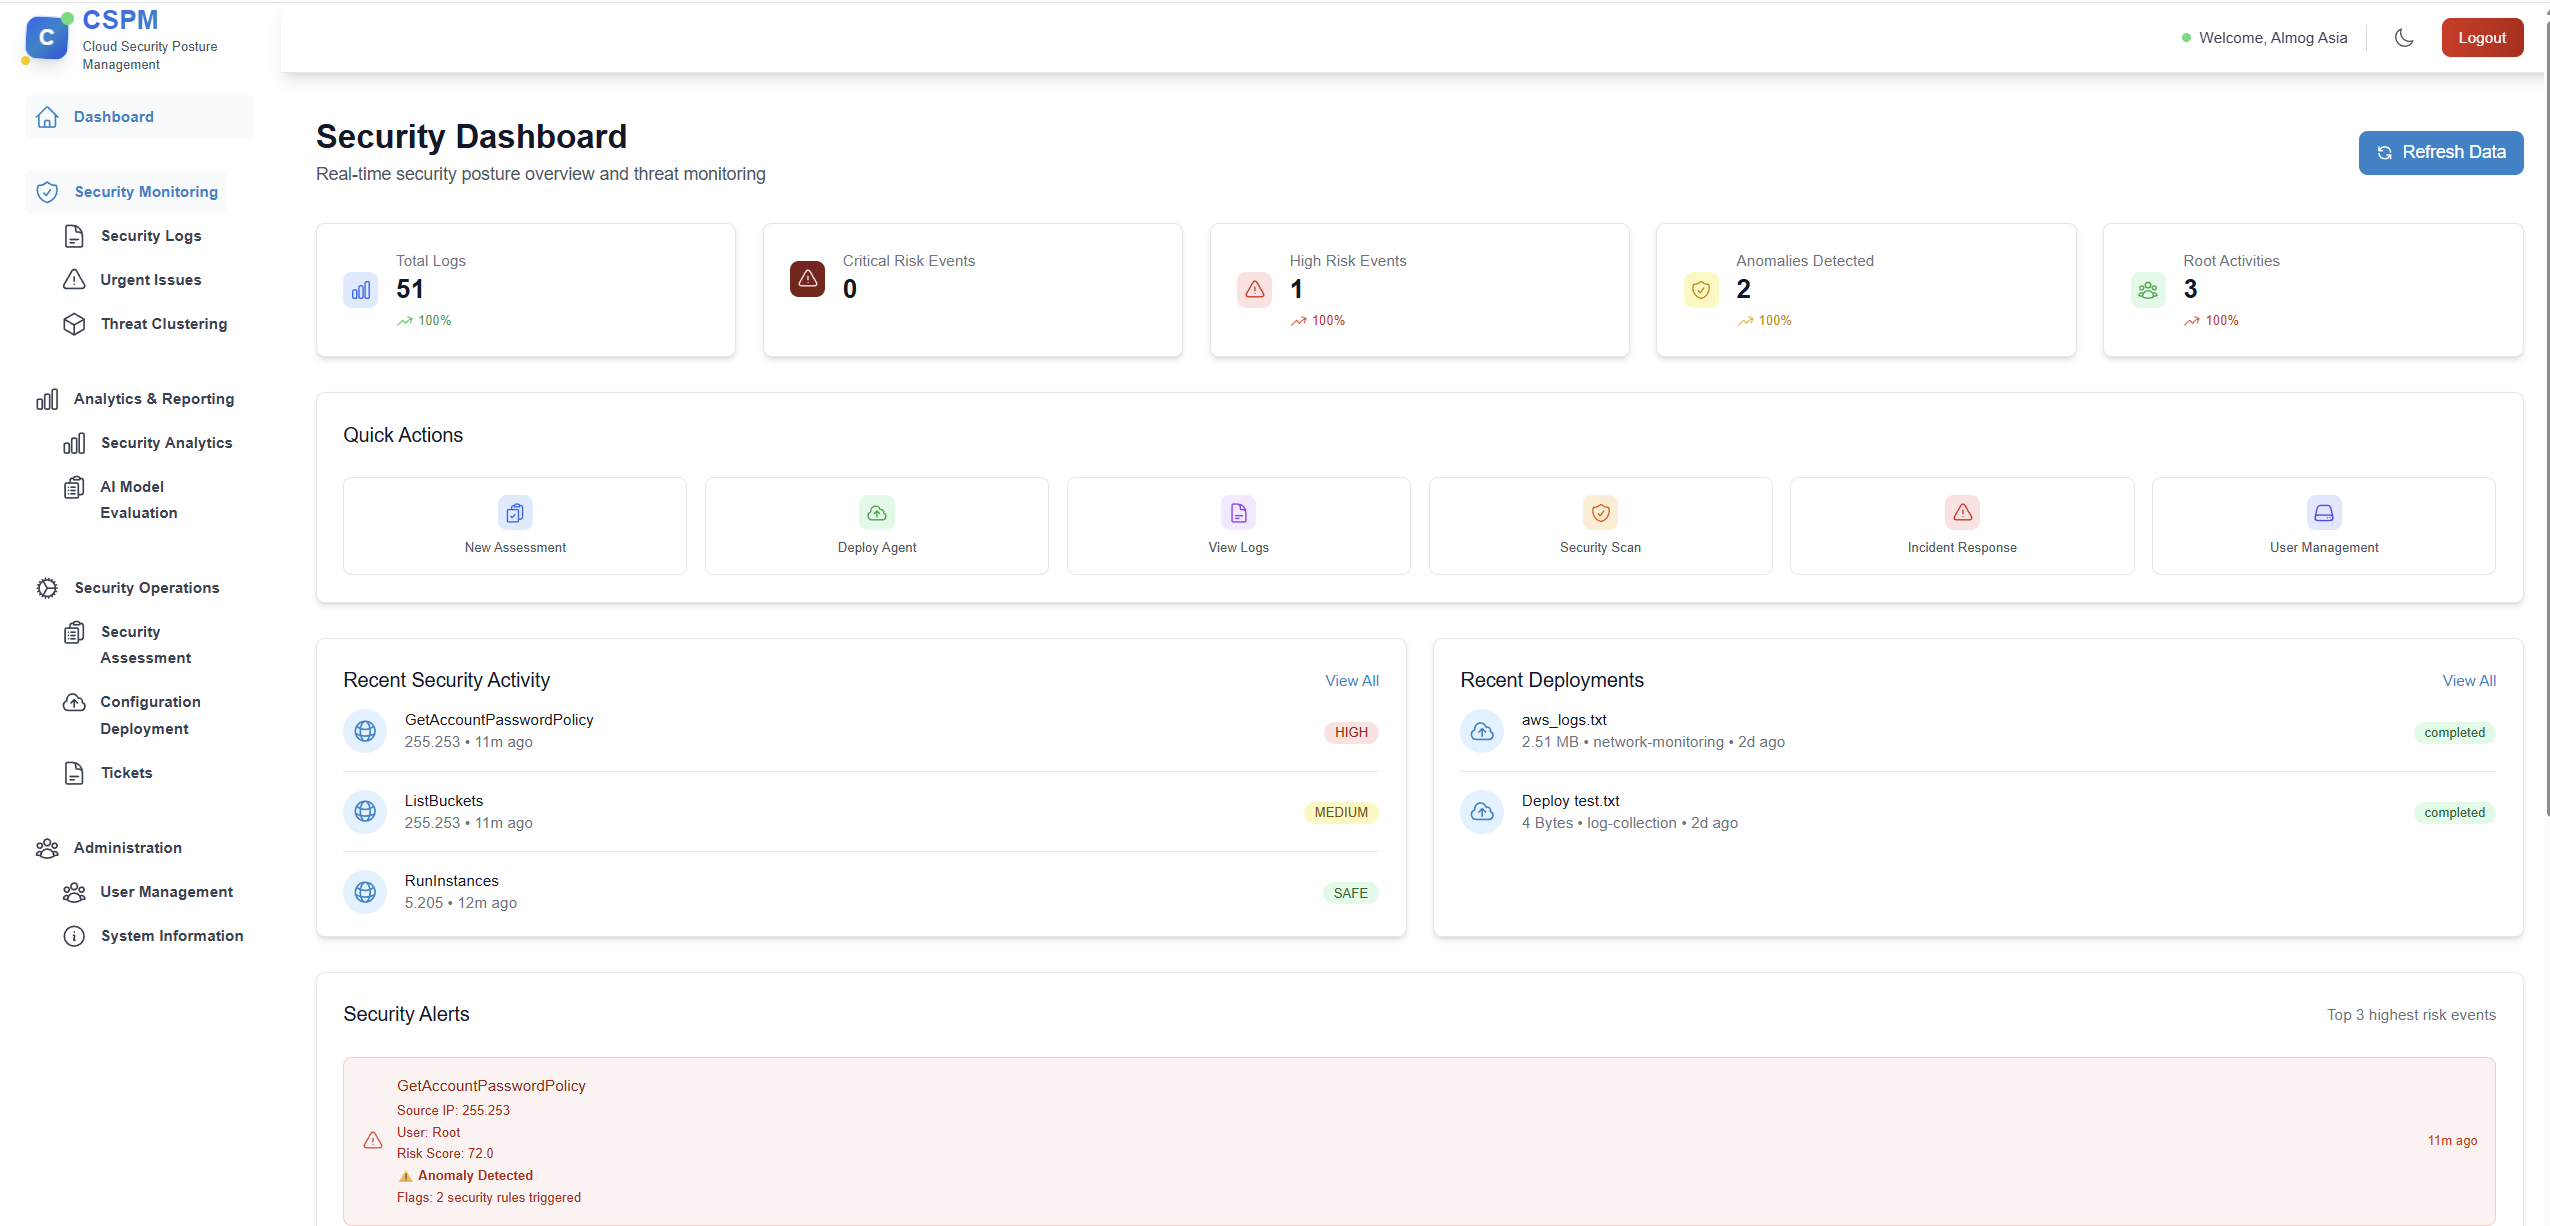 C
CSPM
Cloud Security Posture
Management
Welcome, Almog Asia
Logout
Dashboard
Security Monitoring
Security Logs
Urgent Issues
Threat Clustering
Analytics & Reporting
Security Analytics
AI Model
Evaluation
Security Operations
Security
Assessment
Configuration
Deployment
Tickets
Administration
User Management
System Information
Security Dashboard
Real-time security posture overview and threat monitoring
Refresh Data
Total Logs
51
100%
Critical Risk Events
0
High Risk Events
1
100%
Anomalies Detected
2
100%
Root Activities
3
100%
Quick Actions
New Assessment
Deploy Agent
View Logs
Security Scan
Incident Response
User Management
Recent Security Activity
View All
GetAccountPasswordPolicy
255.253 • 11m ago
HIGH
ListBuckets
255.253 • 11m ago
MEDIUM
RunInstances
5.205 • 12m ago
SAFE
Recent Deployments
View All
aws_logs.txt
2.51 MB • network-monitoring • 2d ago
completed
Deploy test.txt
4 Bytes • log-collection • 2d ago
completed
Security Alerts
Top 3 highest risk events
GetAccountPasswordPolicy
Source IP: 255.253
User: Root
Risk Score: 72.0
⚠️ Anomaly Detected
Flags: 2 security rules triggered
11m ago